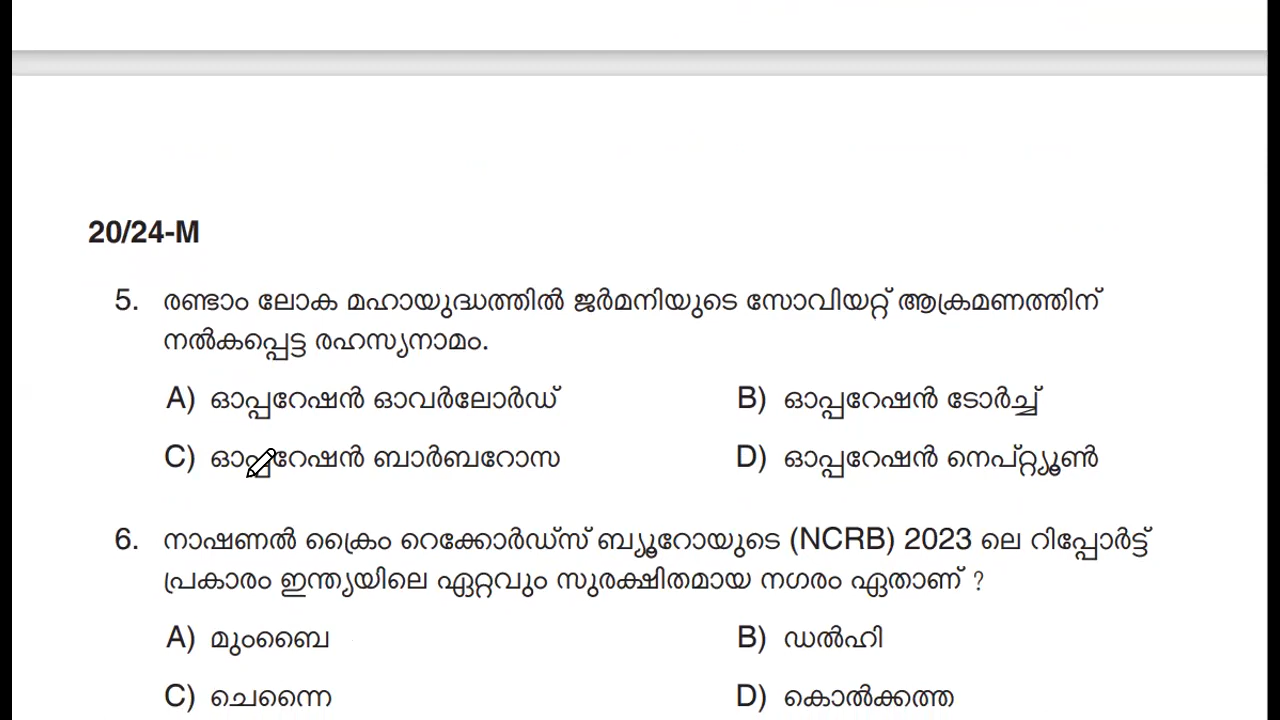 20/24-M
5. രണ്ടാം ലോക മഹായുദ്ധത്തിൽ ജർമനിയുടെ സോവിയറ്റ് ആക്രമണത്തിന്
നൽകപ്പെട്ട രഹസ്യനാമം.
A) ഓപ്പറേഷൻ ഓവർലോർഡ് B) ഓപ്പറേഷൻ ടോർച്ച്
C) ഓപ്പറേഷൻ ബാർബറോസ D) ഓപ്പറേഷൻ നെപ്റ്റ്യൂൺ
6. നാഷണൽ ക്രൈം റെക്കോർഡ്സ് ബ്യൂറോയുടെ (NCRB) 2023 ലെ റിപ്പോർട്ട്
പ്രകാരം ഇന്ത്യയിലെ ഏറ്റവും സുരക്ഷിതമായ നഗരം ഏതാണ് ?
A) മുംബൈ B) ഡൽഹി
C) ചെന്നൈ D) കൊൽക്കത്ത